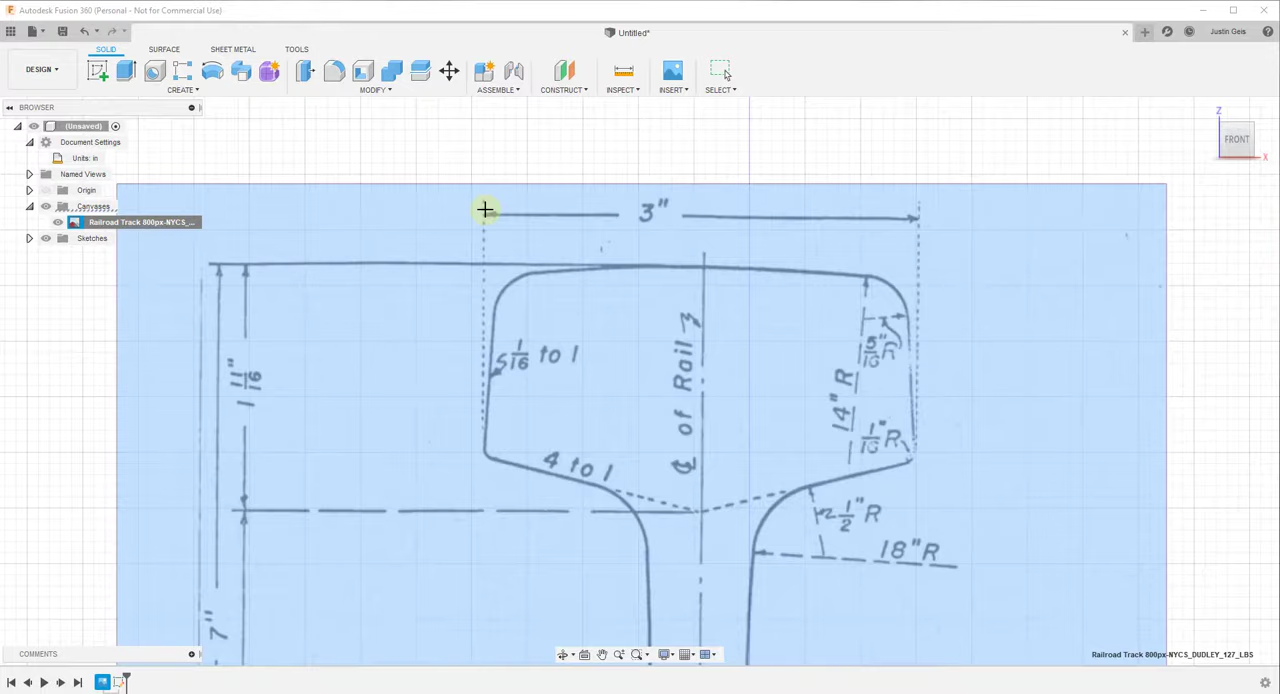 Autodesk Fusion 360 (Personal - Not for Commercial Use)
Untitled*
Justin Geis
SOLID SURFACE SHEET METAL TOOLS
DESIGN
CREATE MODIFY ASSEMBLE CONSTRUCT INSPECT INSERT SELECT
BROWSER
(Unsaved)
Document Settings
Units: in
Named Views
Origin
Canvases
Railroad Track 800px-NYCS_...
Sketches
Z
FRONT
X
3"
1 11/16"
1/16 to 1
4 to 1
℄ of Rail
14" R
5/16 R
1/16" R
2 1/2" R
18" R
7"
COMMENTS
Railroad Track 800px-NYCS_DUDLEY_127_LBS